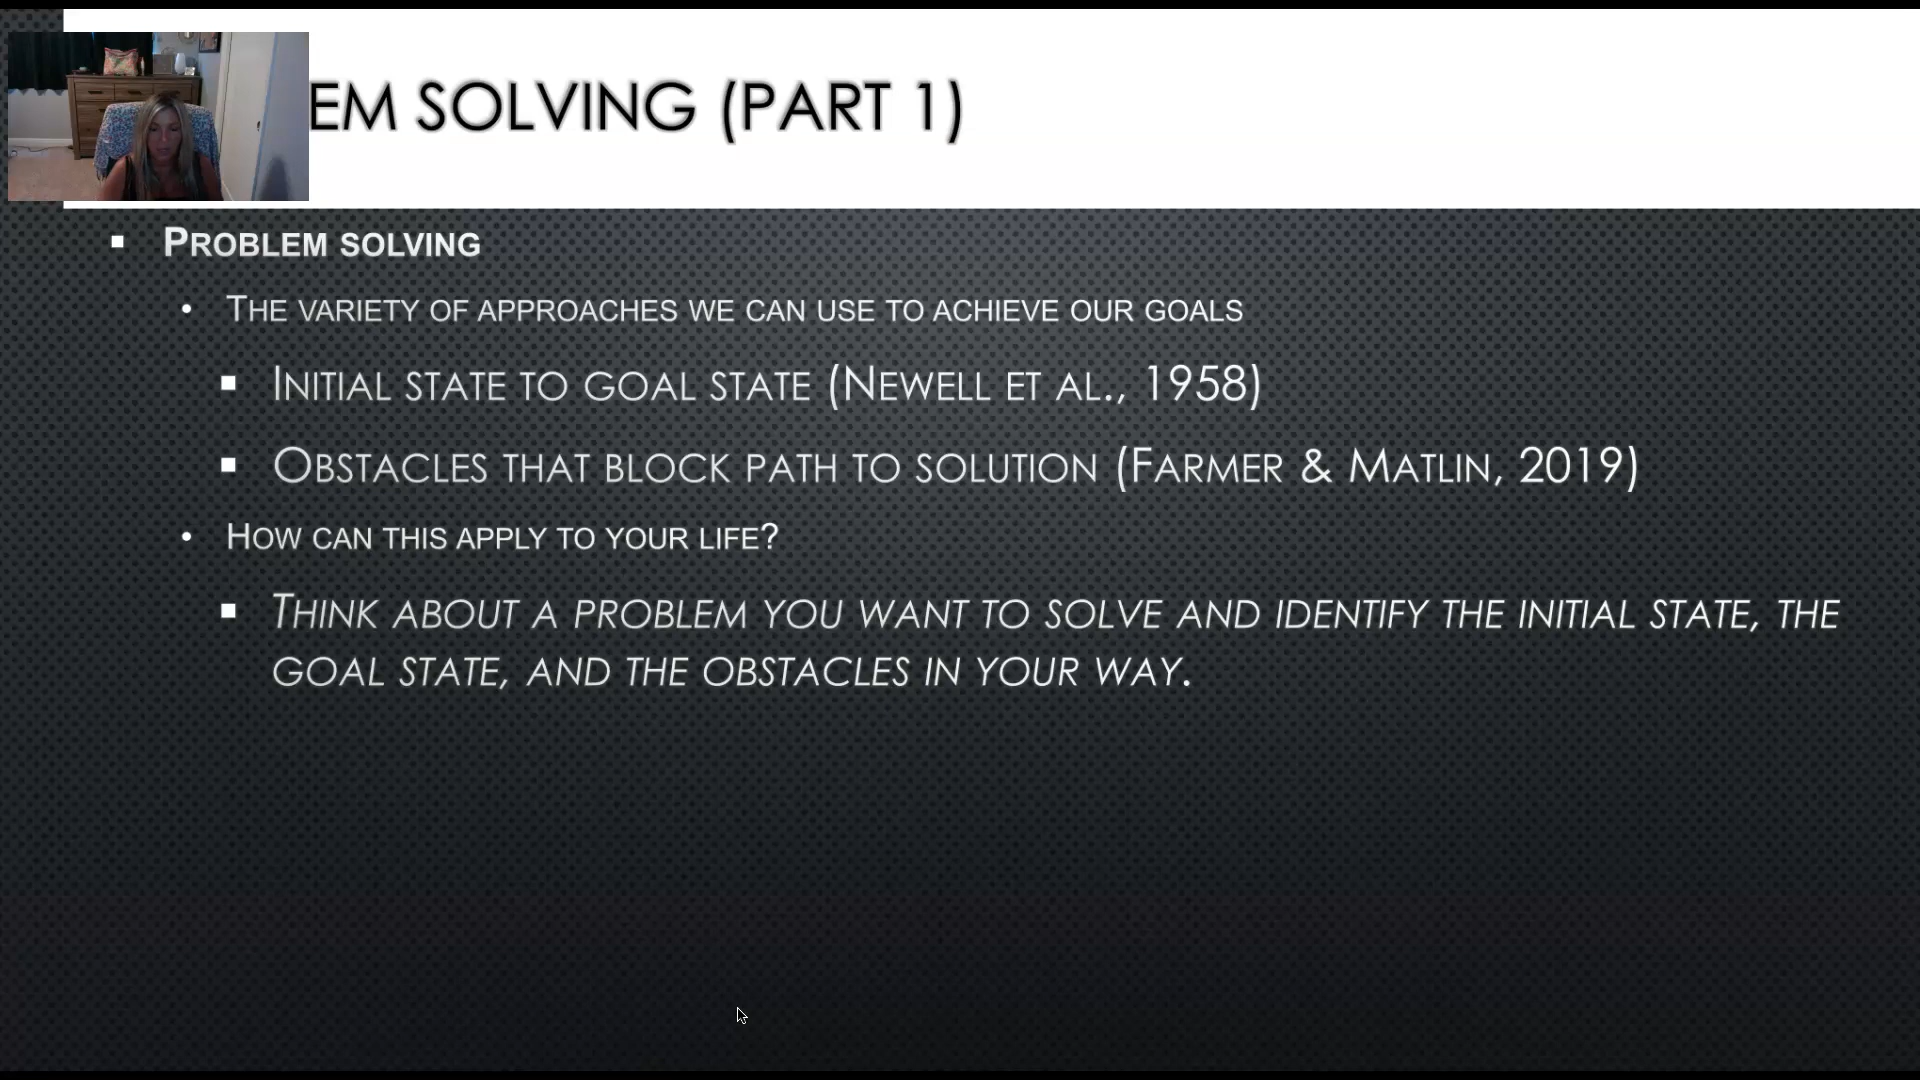 EM SOLVING (PART 1)
PROBLEM SOLVING
THE VARIETY OF APPROACHES WE CAN USE TO ACHIEVE OUR GOALS
INITIAL STATE TO GOAL STATE (NEWELL ET AL., 1958)
OBSTACLES THAT BLOCK PATH TO SOLUTION (FARMER & MATLIN, 2019)
HOW CAN THIS APPLY TO YOUR LIFE?
THINK ABOUT A PROBLEM YOU WANT TO SOLVE AND IDENTIFY THE INITIAL STATE, THE
GOAL STATE, AND THE OBSTACLES IN YOUR WAY.